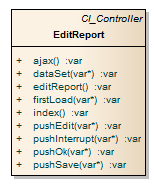 CI_Controller
EditReport
+ ajax() :var
+ dataSet(var*) :var
+ editReport() :var
+ firstLoad(var*) :var
+ index() :var
+ pushEdit(var*) :var
+ pushInterrupt(var*) :var
+ pushOk(var*) :var
+ pushSave(var*) :var